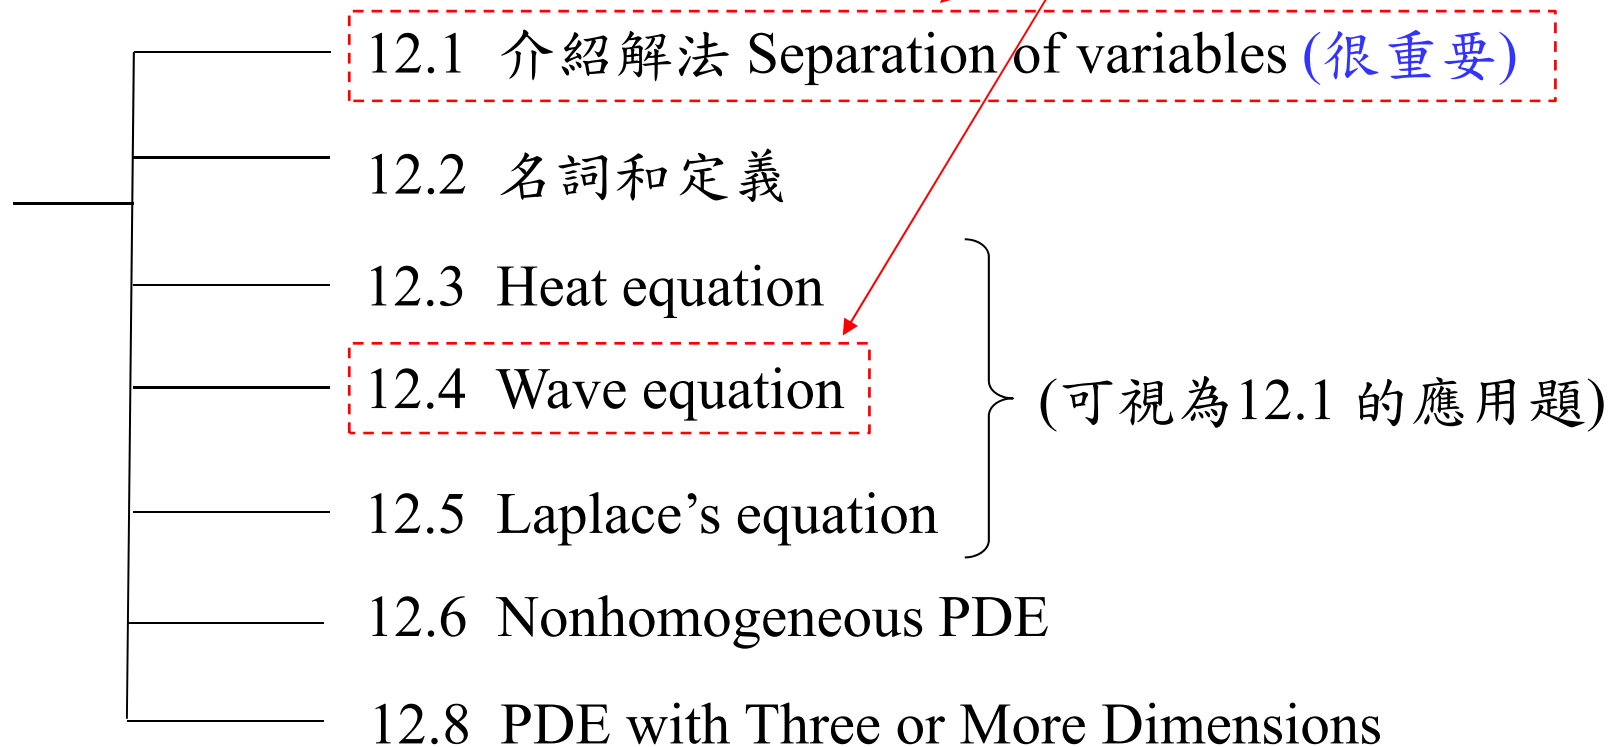 12.1 介紹解法 Separation of variables (很重要)
12.2 名詞和定義
12.3 Heat equation
12.4 Wave equation
(可視為12.1 的應用題)
12.5 Laplace’s equation
12.6 Nonhomogeneous PDE
12.8 PDE with Three or More Dimensions